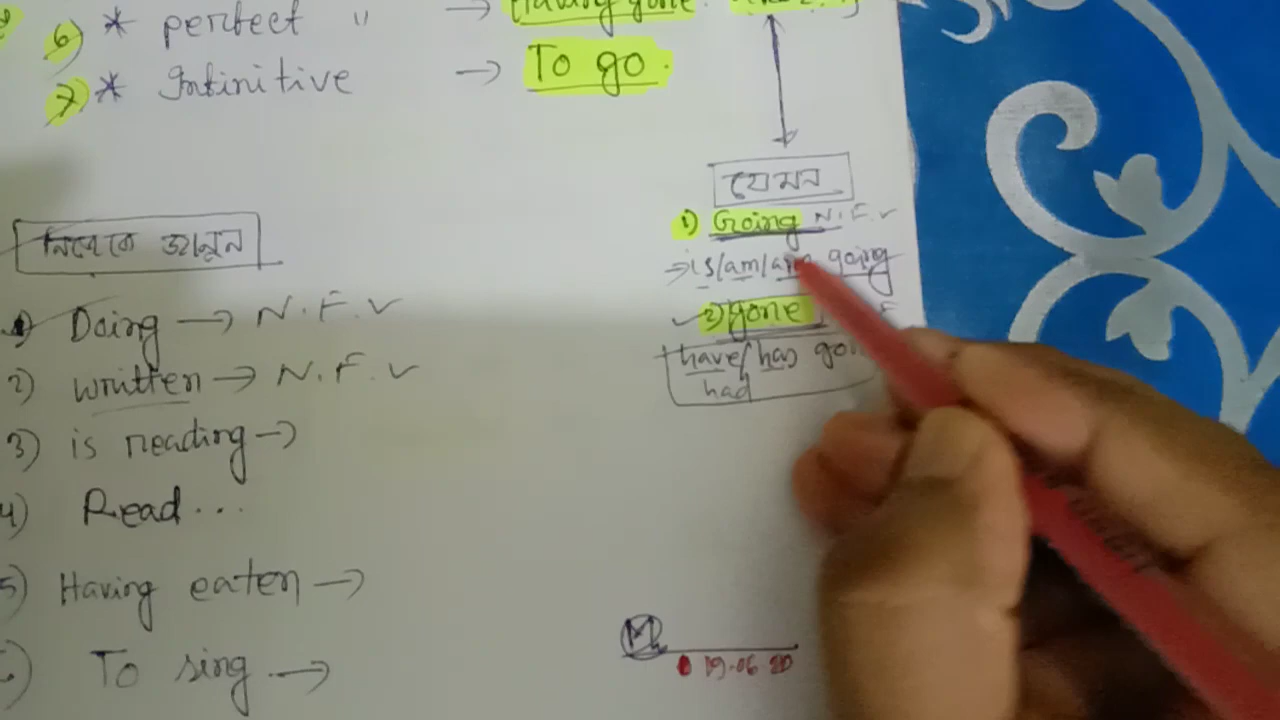 6) * perfect " → Having gone.
7) * Infinitive → To go.
যেমন
1) Going N.F.V
→ is/am/are going
2) gone
have/has gone
had
নিজেকে জানুন
1) Doing → N.F.V
2) written → N.F.V
3) is reading →
4) Read...
5) Having eaten →
6) To sing →
19-06 20